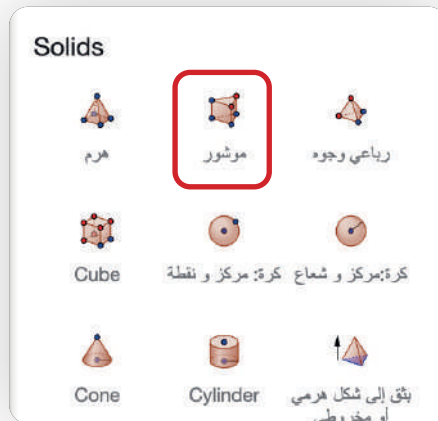 Solids
هرم
موشور
رباعي وجوه
Cube
كرة: مركز و نقطة
كرة:مركز و شعاع
Cone
Cylinder
بثق إلى شكل هرمي
أو مخروطي